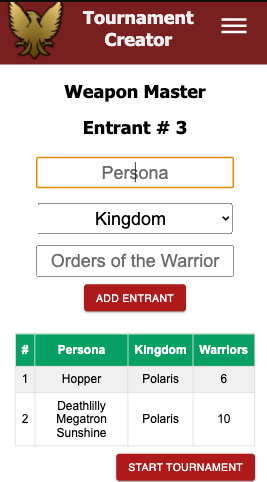 Tournament
Creator
Weapon Master
Entrant # 3
Persona
Kingdom
Orders of the Warrior
ADD ENTRANT
# Persona Kingdom Warriors
1 Hopper Polaris 6
2 Deathlilly Megatron Sunshine Polaris 10
START TOURNAMENT